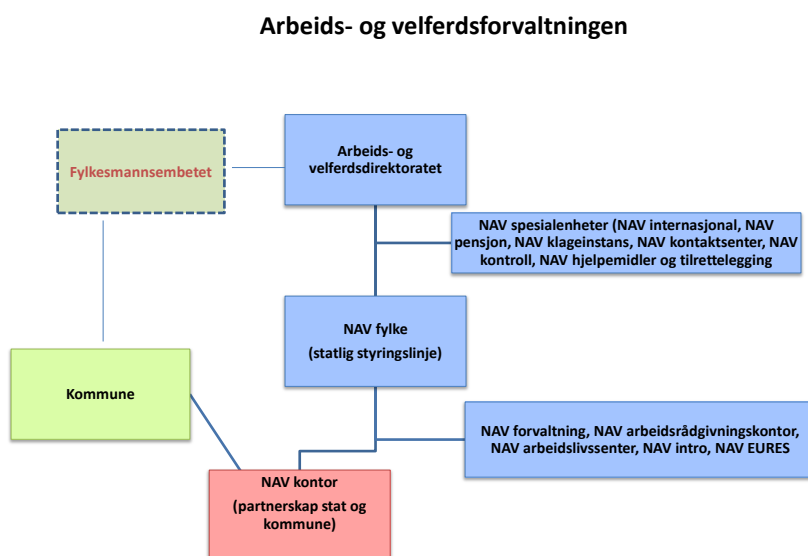 Arbeids- og velferdsforvaltningen
Arbeids- og
velferdsdirektoratet
Fylkesmannsembetet
NAV spesialenheter (NAV internasjonal, NAV
pensjon, NAV klageinstans, NAV kontaktsenter, NAV
kontroll, NAV hjelpemidler og tilrettelegging
NAV fylke
(statlig styringslinje)
Kommune
NAV forvaltning, NAV arbeidsrådgivningskontor,
NAV arbeidslivssenter, NAV intro, NAV EURES
NAV kontor
(partnerskap stat og
kommune)